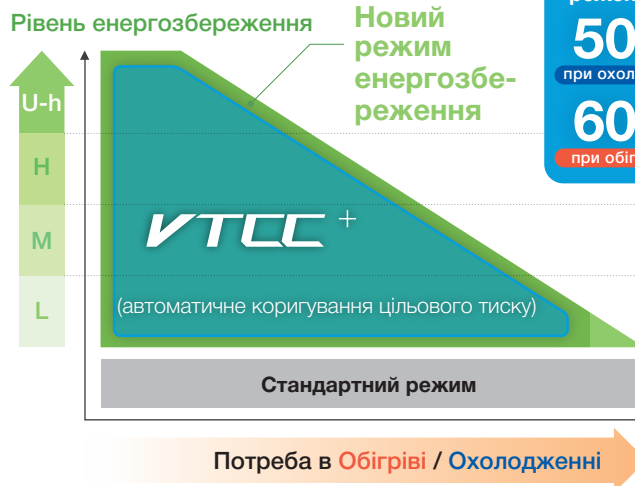 Рівень енергозбереження
Новий
режим
енергозбе-
реження
50
при охол
60
при обіг
U-h
H
M
L
VTCC +
(автоматичне коригування цільового тиску)
Стандартний режим
Потреба в Обігріві / Охолодженні